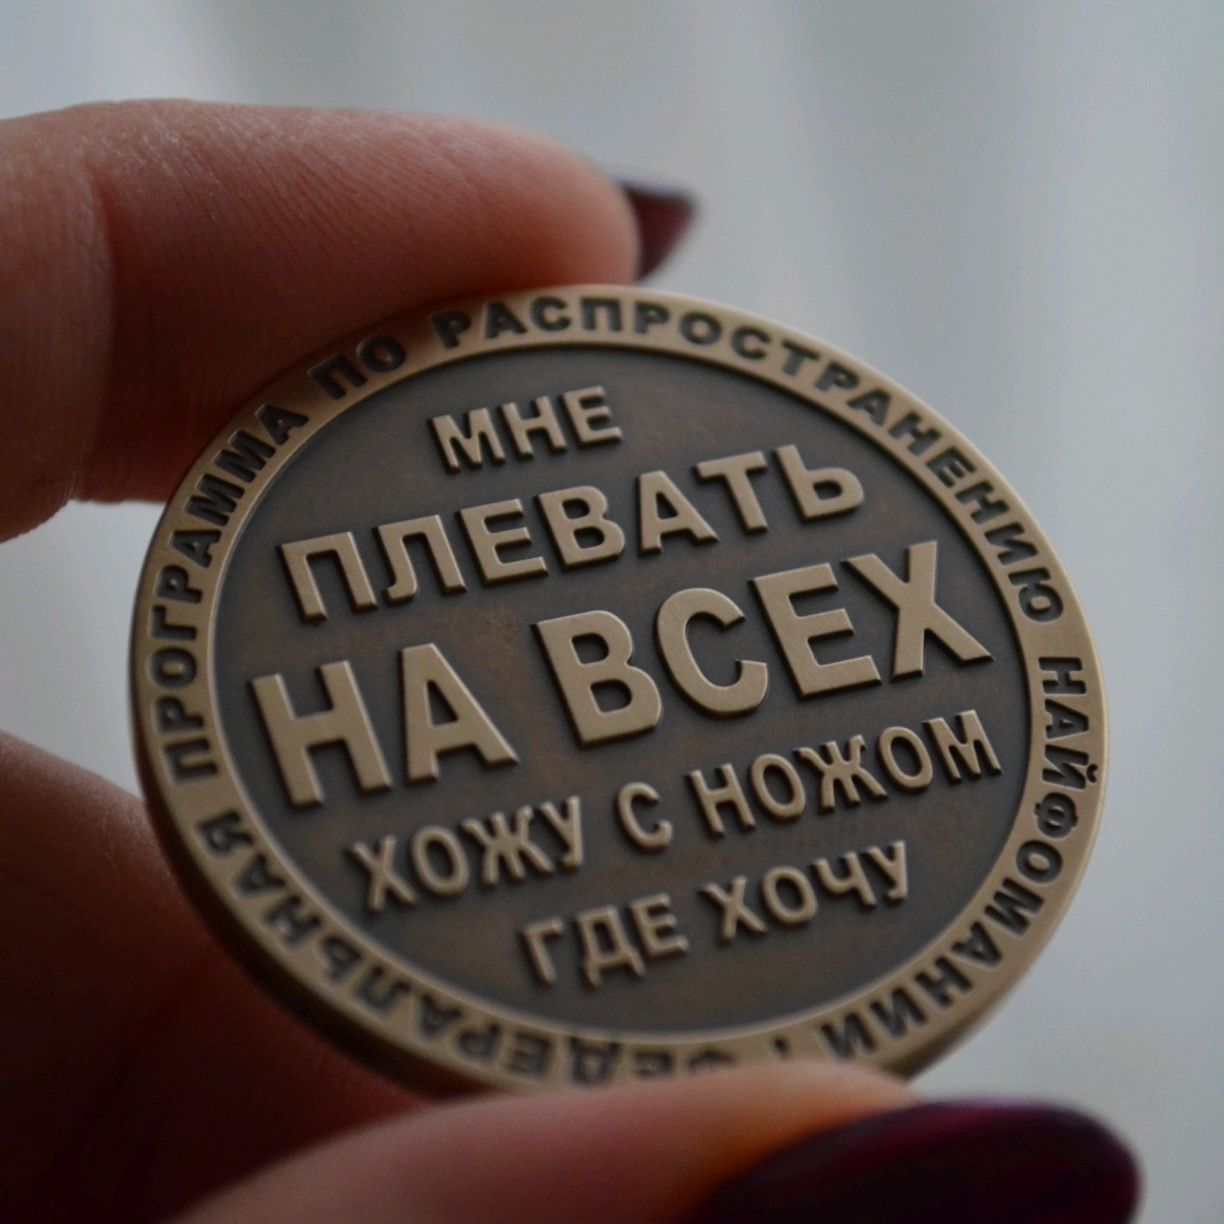 МНЕ
ПЛЕВАТЬ
НА ВСЕХ
ХОЖУ С НОЖОМ
ГДЕ ХОЧУ
ФЕДЕРАЛЬНАЯ ПРОГРАММА ПО РАСПРОСТРАНЕНИЮ НАЙФОМАНИИ